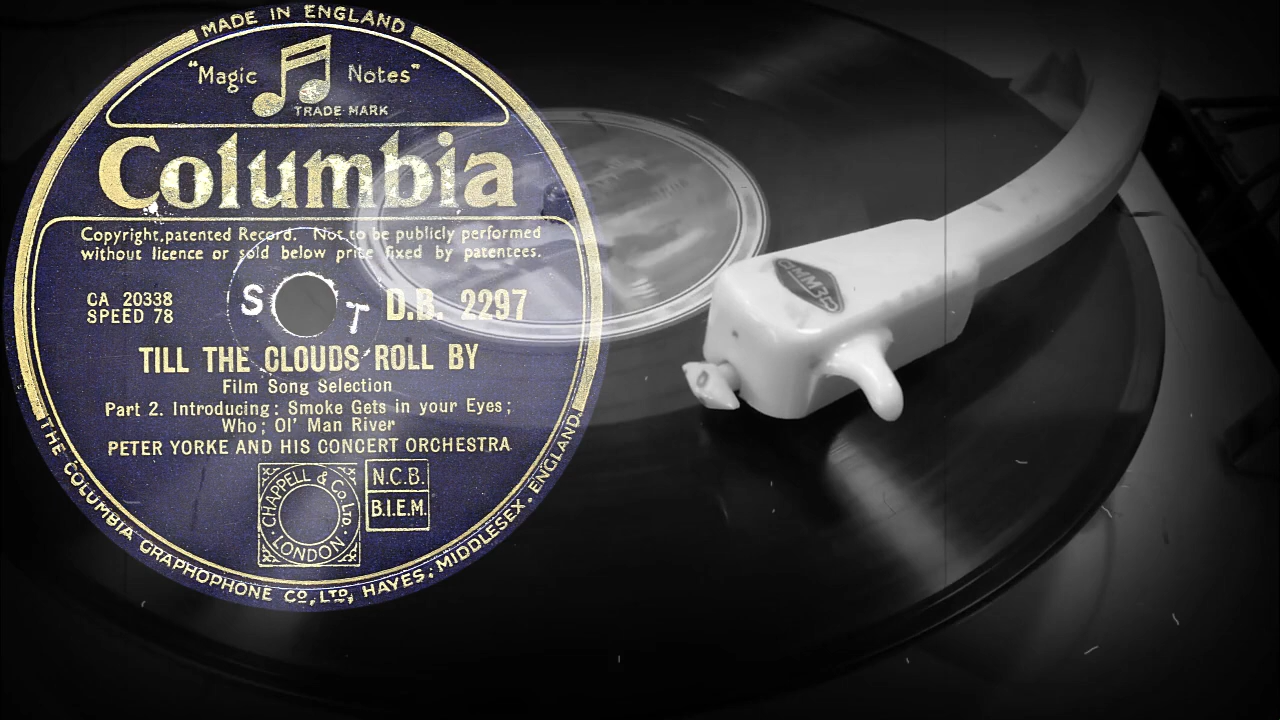 MADE IN ENGLAND
"Magic Notes"
TRADE MARK
Columbia
Copyright,patented Record. Not to be publicly performed
without licence or sold below price fixed by patentees.
CA 20338
SPEED 78
D.B. 2297
TILL THE CLOUDS ROLL BY
Film Song Selection
Part 2. Introducing: Smoke Gets in your Eyes;
Who; Ol' Man River
PETER YORKE AND HIS CONCERT ORCHESTRA
CHAPPELL & Co. LTD.
LONDON
N.C.B.
B.I.E.M.
THE COLUMBIA GRAPHOPHONE CO., LTD, HAYES; MIDDLESEX. ENGLAND.